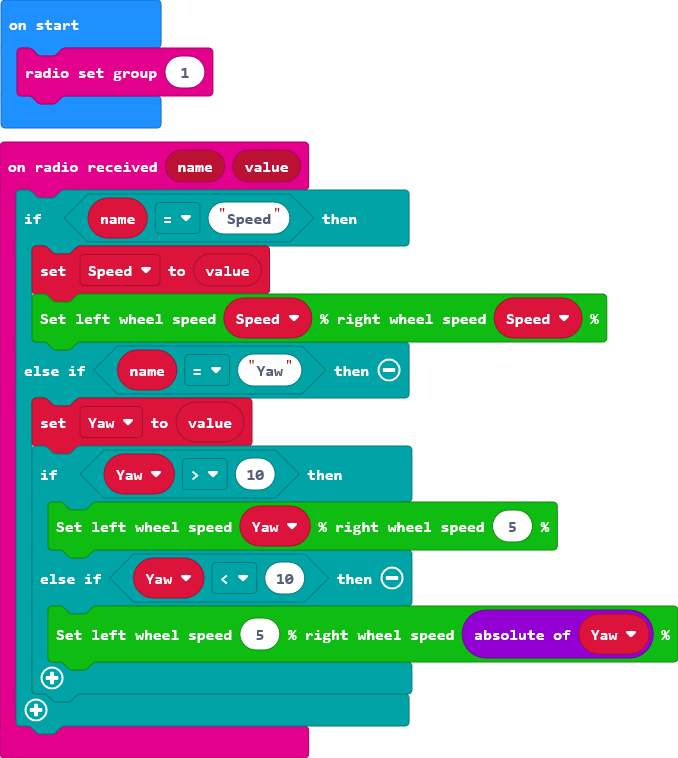 on start
radio set group 1
on radio received name value
if name = "Speed" then
set Speed to value
Set left wheel speed Speed % right wheel speed Speed %
else if name = "Yaw" then
set Yaw to value
if Yaw > 10 then
Set left wheel speed Yaw % right wheel speed 5 %
else if Yaw < 10 then
Set left wheel speed 5 % right wheel speed absolute of Yaw %